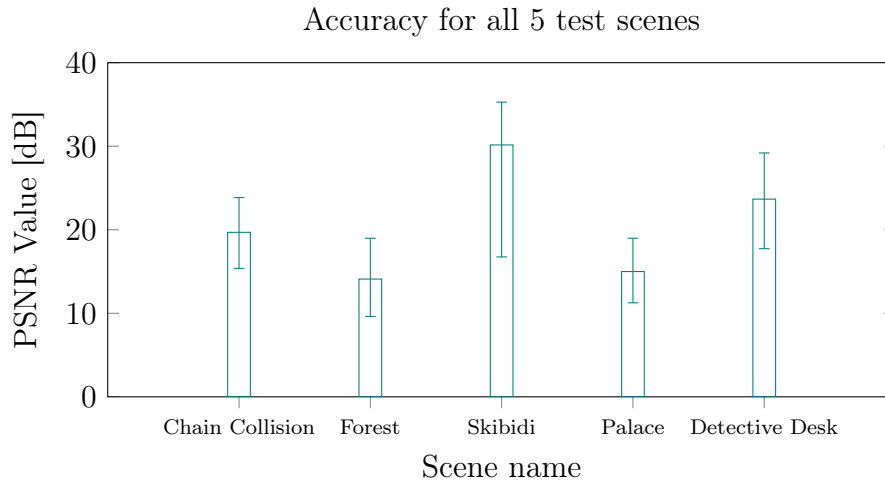 Accuracy for all 5 test scenes
PSNR Value [dB]
40
30
20
10
0
Chain Collision Forest Skibidi Palace Detective Desk
Scene name